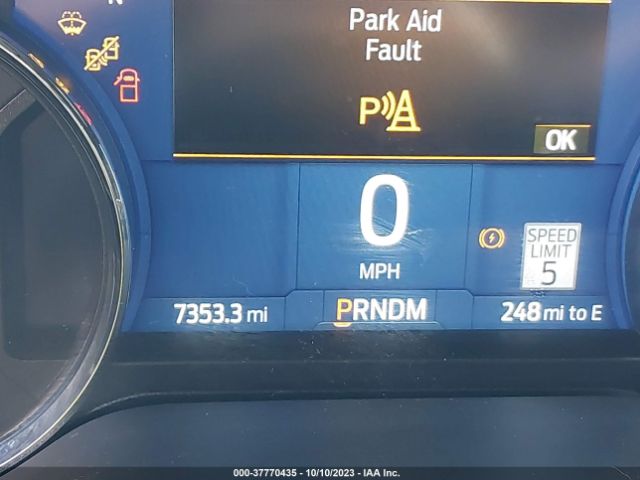 Park Aid
Fault
P
OK
0
MPH
SPEED
LIMIT
5
7353.3 mi
PRNDM
248 mi to E
000-37770435 - 10/10/2023 - IAA Inc.